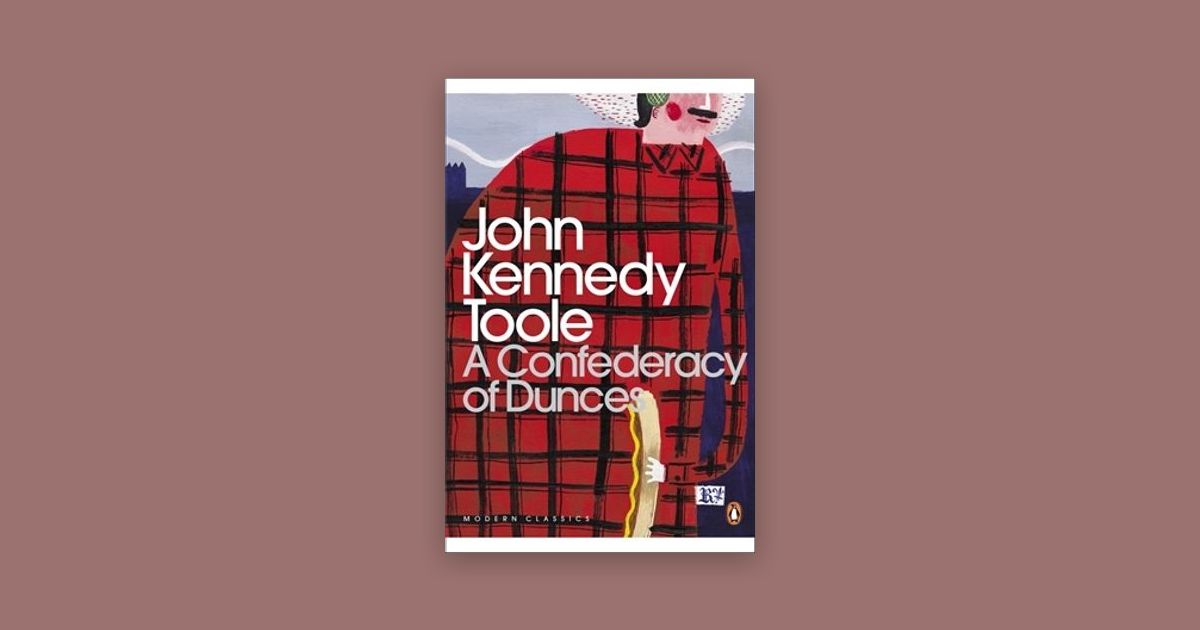 John
Kennedy
Toole
A Confederacy
of Dunces
MODERN CLASSICS